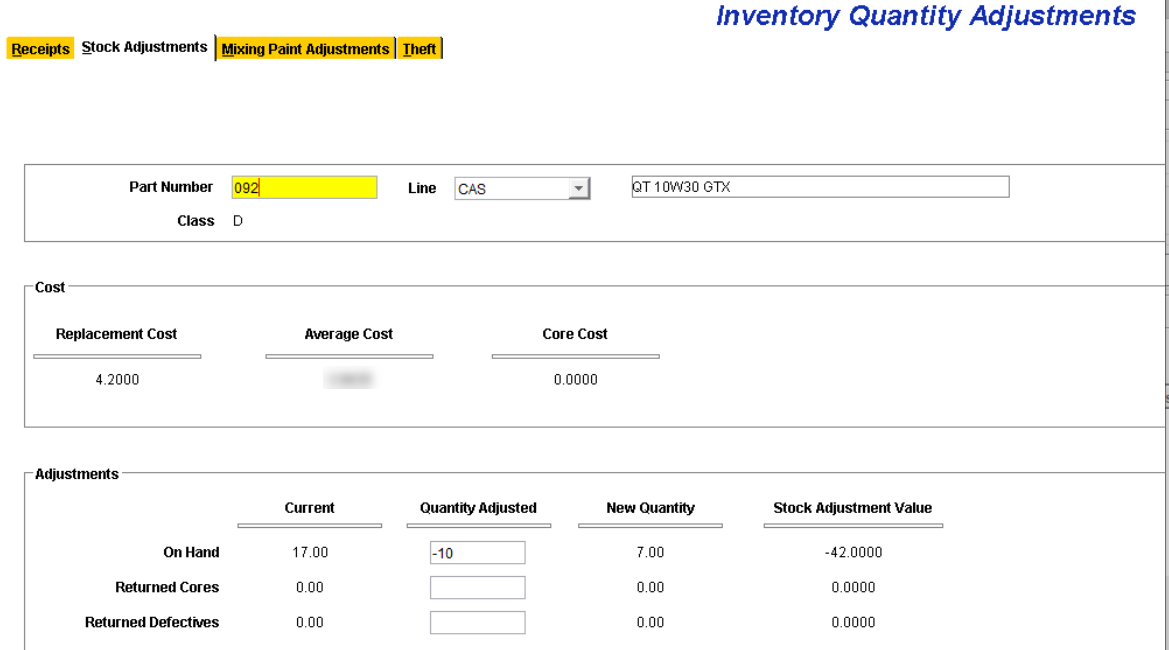 Inventory Quantity Adjustments
Receipts Stock Adjustments Mixing Paint Adjustments Theft
Part Number 092 Line CAS QT 10W30 GTX
Class D
Cost
Replacement Cost Average Cost Core Cost
4.2000 0.0000
Adjustments
Current Quantity Adjusted New Quantity Stock Adjustment Value
On Hand 17.00 -10 7.00 -42.0000
Returned Cores 0.00 0.00 0.0000
Returned Defectives 0.00 0.00 0.0000